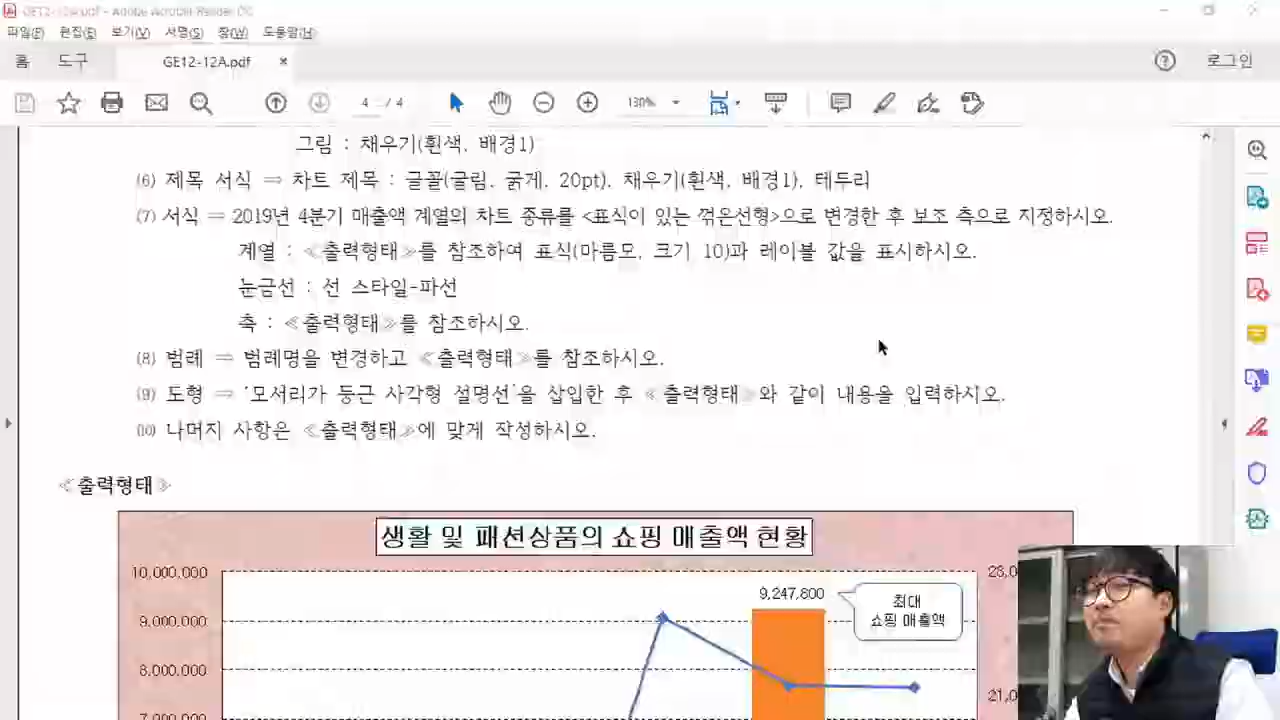 GE12-12A.pdf - Adobe Acrobat Reader DC
파일(F) 편집(E) 보기(V) 서명(S) 창(W) 도움말(H)
홈 도구 GE12-12A.pdf × 로그인
4 / 4 130%
그림 : 채우기(흰색, 배경1)
(6) 제목 서식 ⇒ 차트 제목 : 글꼴(굴림, 굵게, 20pt), 채우기(흰색, 배경1), 테두리
(7) 서식 ⇒ 2019년 4분기 매출액 계열의 차트 종류를 <표식이 있는 꺾은선형>으로 변경한 후 보조 축으로 지정하시오.
계열 : ≪출력형태≫를 참조하여 표식(마름모, 크기 10)과 레이블 값을 표시하시오.
눈금선 : 선 스타일-파선
축 : ≪출력형태≫를 참조하시오.
(8) 범례 ⇒ 범례명을 변경하고 ≪출력형태≫를 참조하시오.
(9) 도형 ⇒ '모서리가 둥근 사각형 설명선'을 삽입한 후 ≪출력형태≫와 같이 내용을 입력하시오.
(10) 나머지 사항은 ≪출력형태≫에 맞게 작성하시오.
≪출력형태≫
생활 및 패션상품의 쇼핑 매출액 현황
10,000,000
9,247,800
최대
쇼핑 매출액
9,000,000
8,000,000
7,000,000